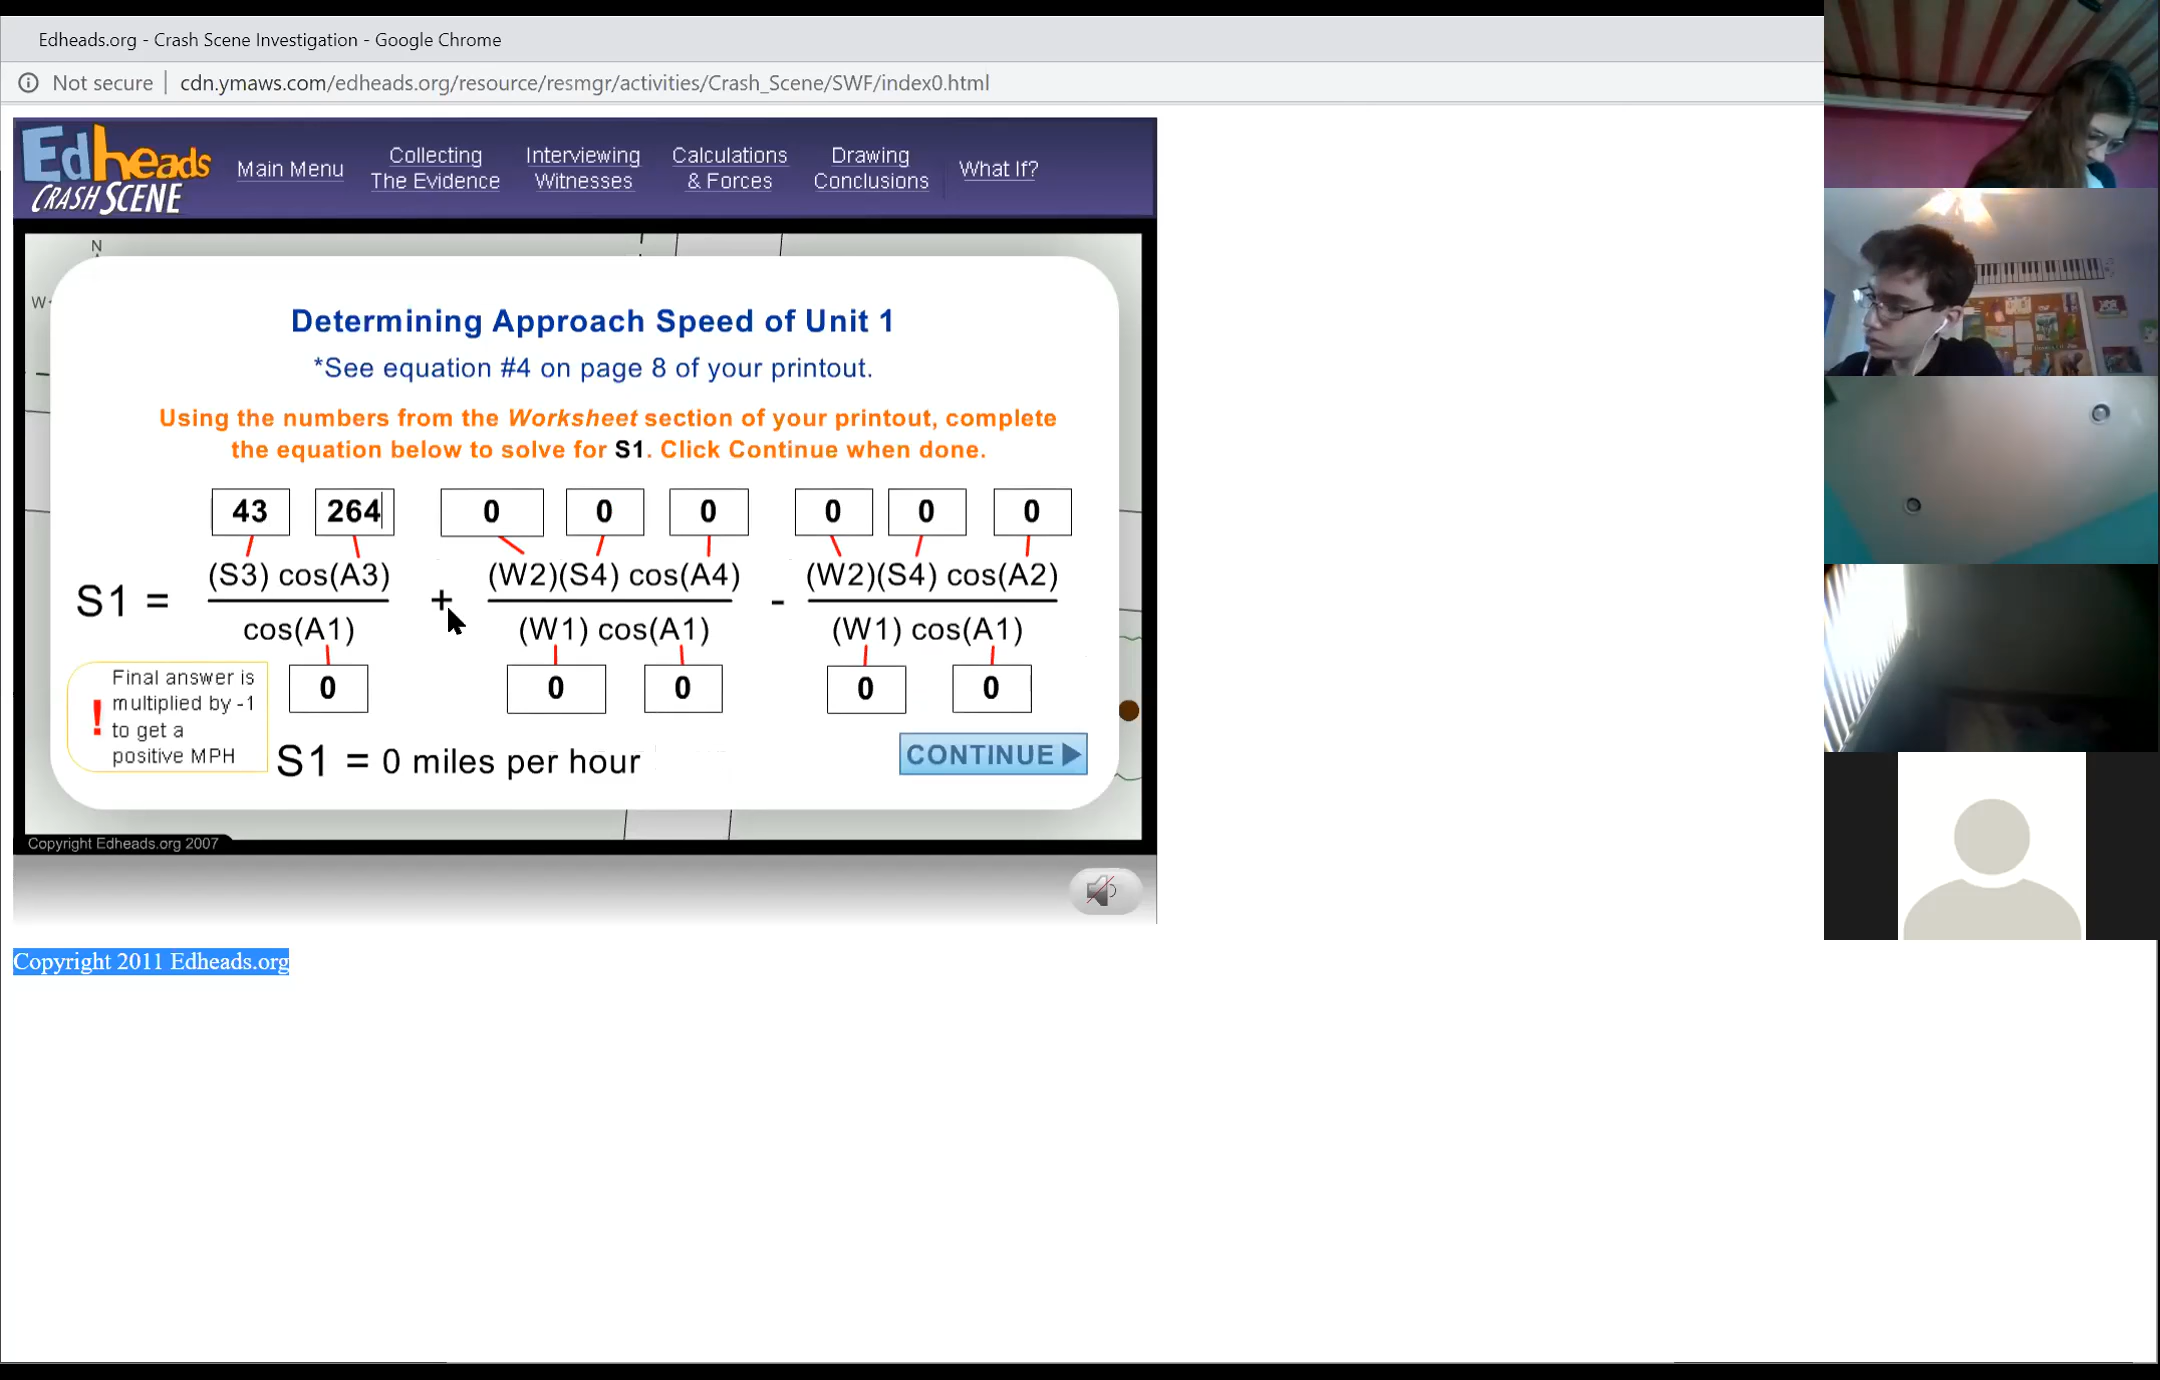 Edheads.org - Crash Scene Investigation - Google Chrome
Not secure cdn.ymaws.com/edheads.org/resource/resmgr/activities/Crash_Scene/SWF/index0.html
Edheads
CRASH SCENE
Main Menu
Collecting
The Evidence
Interviewing
Witnesses
Calculations
& Forces
Drawing
Conclusions
What If?
N
W
Determining Approach Speed of Unit 1
*See equation #4 on page 8 of your printout.
Using the numbers from the Worksheet section of your printout, complete
the equation below to solve for S1. Click Continue when done.
43 264 0 0 0 0 0 0
(S3) cos(A3) (W2)(S4) cos(A4) (W2)(S4) cos(A2)
S1 = + -
cos(A1) (W1) cos(A1) (W1) cos(A1)
0 0 0 0 0
! Final answer is
multiplied by -1
to get a
positive MPH
S1 = 0 miles per hour
CONTINUE
Copyright Edheads.org 2007
Copyright 2011 Edheads.org